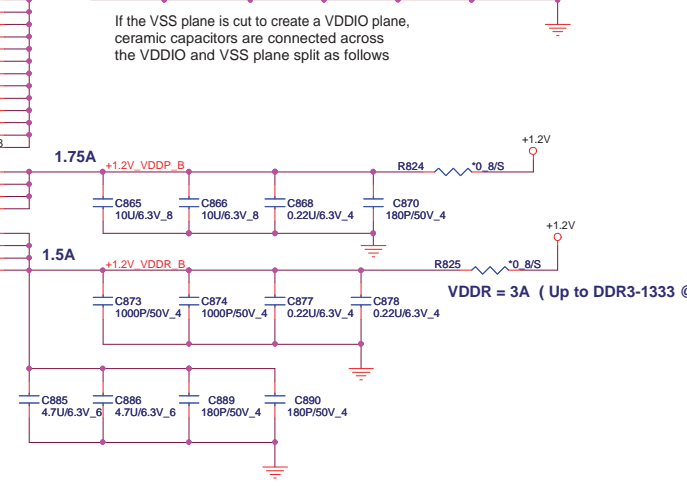 If the VSS plane is cut to create a VDDIO plane,
ceramic capacitors are connected across
the VDDIO and VSS plane split as follows
+1.2V
1.75A
+1.2V_VDDP_B
R824
*0_8/S
C865
10U/6.3V_8
C866
10U/6.3V_8
C868
0.22U/6.3V_4
C870
180P/50V_4
+1.2V
1.5A
+1.2V_VDDR_B
R825
*0_8/S
VDDR = 3A ( Up to DDR3-1333 @
C873
1000P/50V_4
C874
1000P/50V_4
C877
0.22U/6.3V_4
C878
0.22U/6.3V_4
C885
4.7U/6.3V_6
C886
4.7U/6.3V_6
C889
180P/50V_4
C890
180P/50V_4